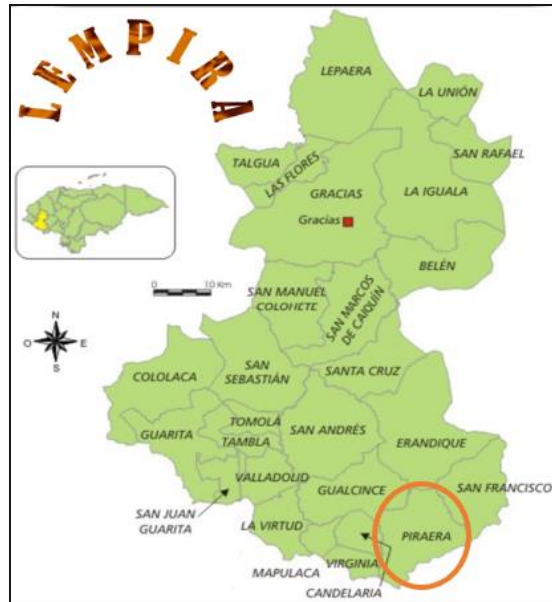 LEMPIRA
LEPAERA
LA UNIÓN
SAN RAFAEL
TALGUA
LAS FLORES
GRACIAS
LA IGUALA
Gracias
BELÉN
10 Km
SAN MANUEL
COLOHETE
SAN MARCOS
DE CAIQUÍN
N
O E
S
SANTA CRUZ
SAN
SEBASTIÁN
COLOLACA
TOMOLA
GUARITA
TAMBLA
SAN ANDRÉS
ERANDIQUE
VALLADOLID
GUALCINCE
SAN FRANCISCO
SAN JUAN
GUARITA
LA VIRTUD
PIRAERA
VIRGINIA
MAPULACA
CANDELARIA